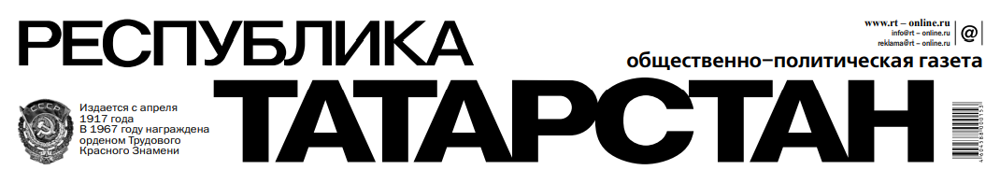 РЕСПУБЛИКА
www.rt – online.ru
info@rt – online.ru
reklama@rt – online.ru
@
общественно–политическая газета
ТАТАРСТАН
СССР
Издается с апреля
1917 года
В 1967 году награждена
орденом Трудового
Красного Знамени